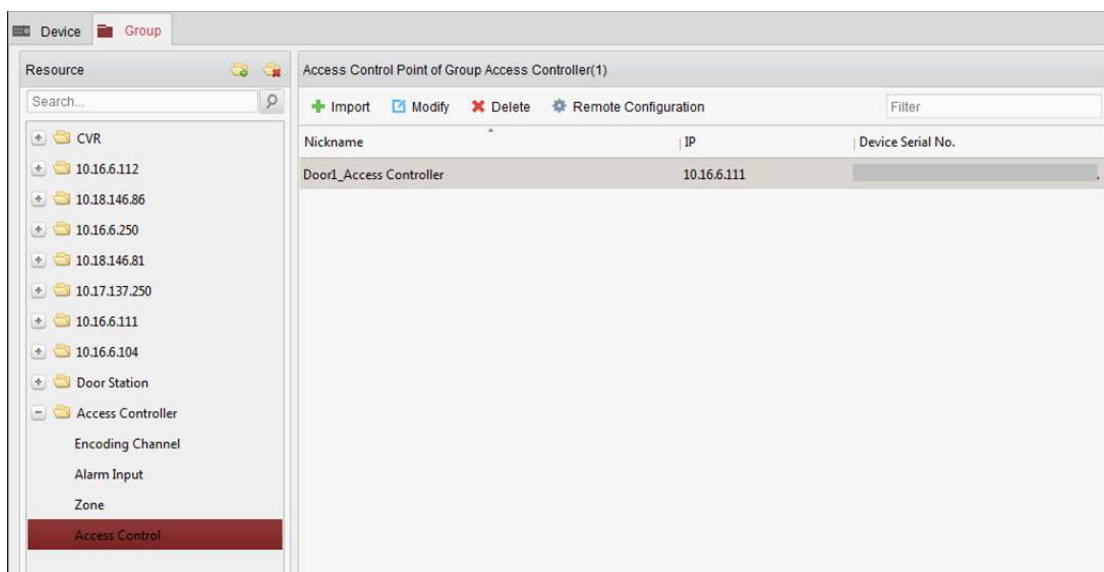 Device Group
Resource
Search...
CVR
10.16.6.112
10.18.146.86
10.16.6.250
10.18.146.81
10.17.137.250
10.16.6.111
10.16.6.104
Door Station
Access Controller
Encoding Channel
Alarm Input
Zone
Access Control
Access Control Point of Group Access Controller(1)
Import Modify Delete Remote Configuration Filter
Nickname IP Device Serial No.
Door1_Access Controller 10.16.6.111